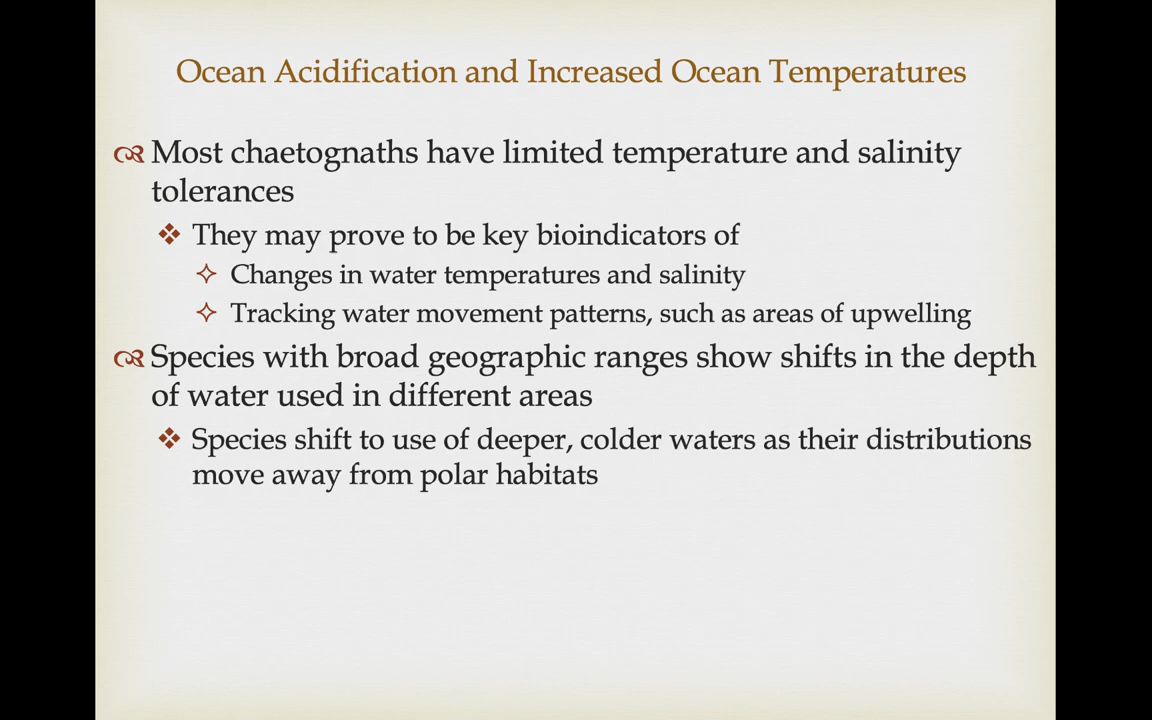 Ocean Acidification and Increased Ocean Temperatures
Most chaetognaths have limited temperature and salinity
tolerances
They may prove to be key bioindicators of
Changes in water temperatures and salinity
Tracking water movement patterns, such as areas of upwelling
Species with broad geographic ranges show shifts in the depth
of water used in different areas
Species shift to use of deeper, colder waters as their distributions
move away from polar habitats